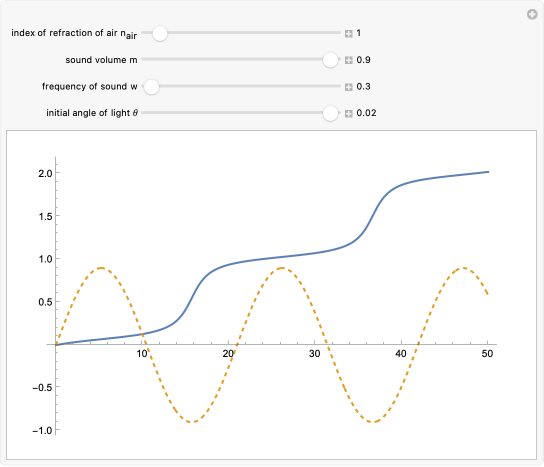 index of refraction of air nair 1
sound volume m 0.9
frequency of sound w 0.3
initial angle of light θ 0.02
2.0
1.5
1.0
0.5
10 20 30 40 50
−0.5
−1.0